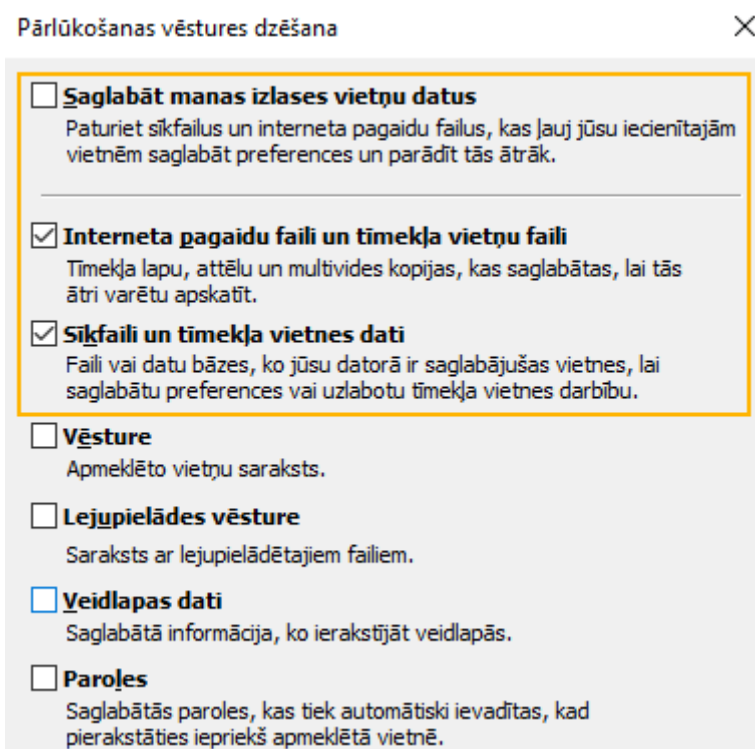 Pārlūkošanas vēstures dzēšana
Saglabāt manas izlases vietņu datus
Paturiet sīkfailus un interneta pagaidu failus, kas ļauj jūsu iecienītajām
vietnēm saglabāt preferences un parādīt tās ātrāk.
Interneta pagaidu faili un tīmekļa vietņu faili
Tīmekļa lapu, attēlu un multivides kopijas, kas saglabātas, lai tās
ātri varētu apskatīt.
Sīkfaili un tīmekļa vietnes dati
Faili vai datu bāzes, ko jūsu datorā ir saglabājušas vietnes, lai
saglabātu preferences vai uzlabotu tīmekļa vietnes darbību.
Vēsture
Apmeklēto vietņu saraksts.
Lejupielādes vēsture
Saraksts ar lejupielādētajiem failiem.
Veidlapas dati
Saglabātā informācija, ko ierakstījāt veidlapās.
Paroļes
Saglabātās paroles, kas tiek automātiski ievadītas, kad
pierakstāties iepriekš apmeklētā vietnē.